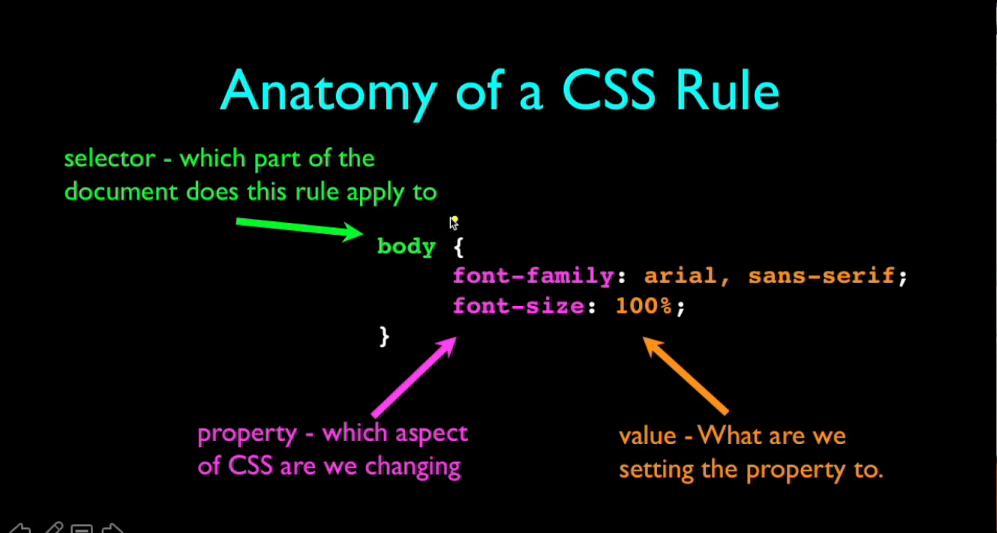 Anatomy of a CSS Rule
selector - which part of the
document does this rule apply to
body {
font-family: arial, sans-serif;
font-size: 100%;
}
property - which aspect
of CSS are we changing
value - What are we
setting the property to.